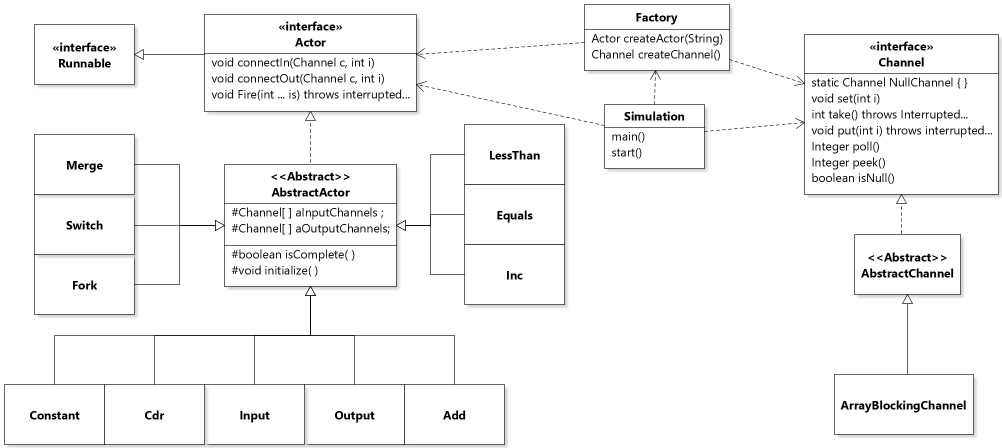 «interface»
Runnable
«interface»
Actor
void connectIn(Channel c, int i)
void connectOut(Channel c, int i)
void Fire(int ... is) throws interrupted...
Factory
Actor createActor(String)
Channel createChannel()
Simulation
main()
start()
«interface»
Channel
static Channel NullChannel { }
void set(int i)
int take() throws Interrupted...
void put(int i) throws interrupted...
Integer poll()
Integer peek()
boolean isNull()
Merge
Switch
Fork
<<Abstract>>
AbstractActor
#Channel[ ] aInputChannels ;
#Channel[ ] aOutputChannels;
#boolean isComplete( )
#void initialize( )
LessThan
Equals
Inc
<<Abstract>>
AbstractChannel
ArrayBlockingChannel
Constant
Cdr
Input
Output
Add